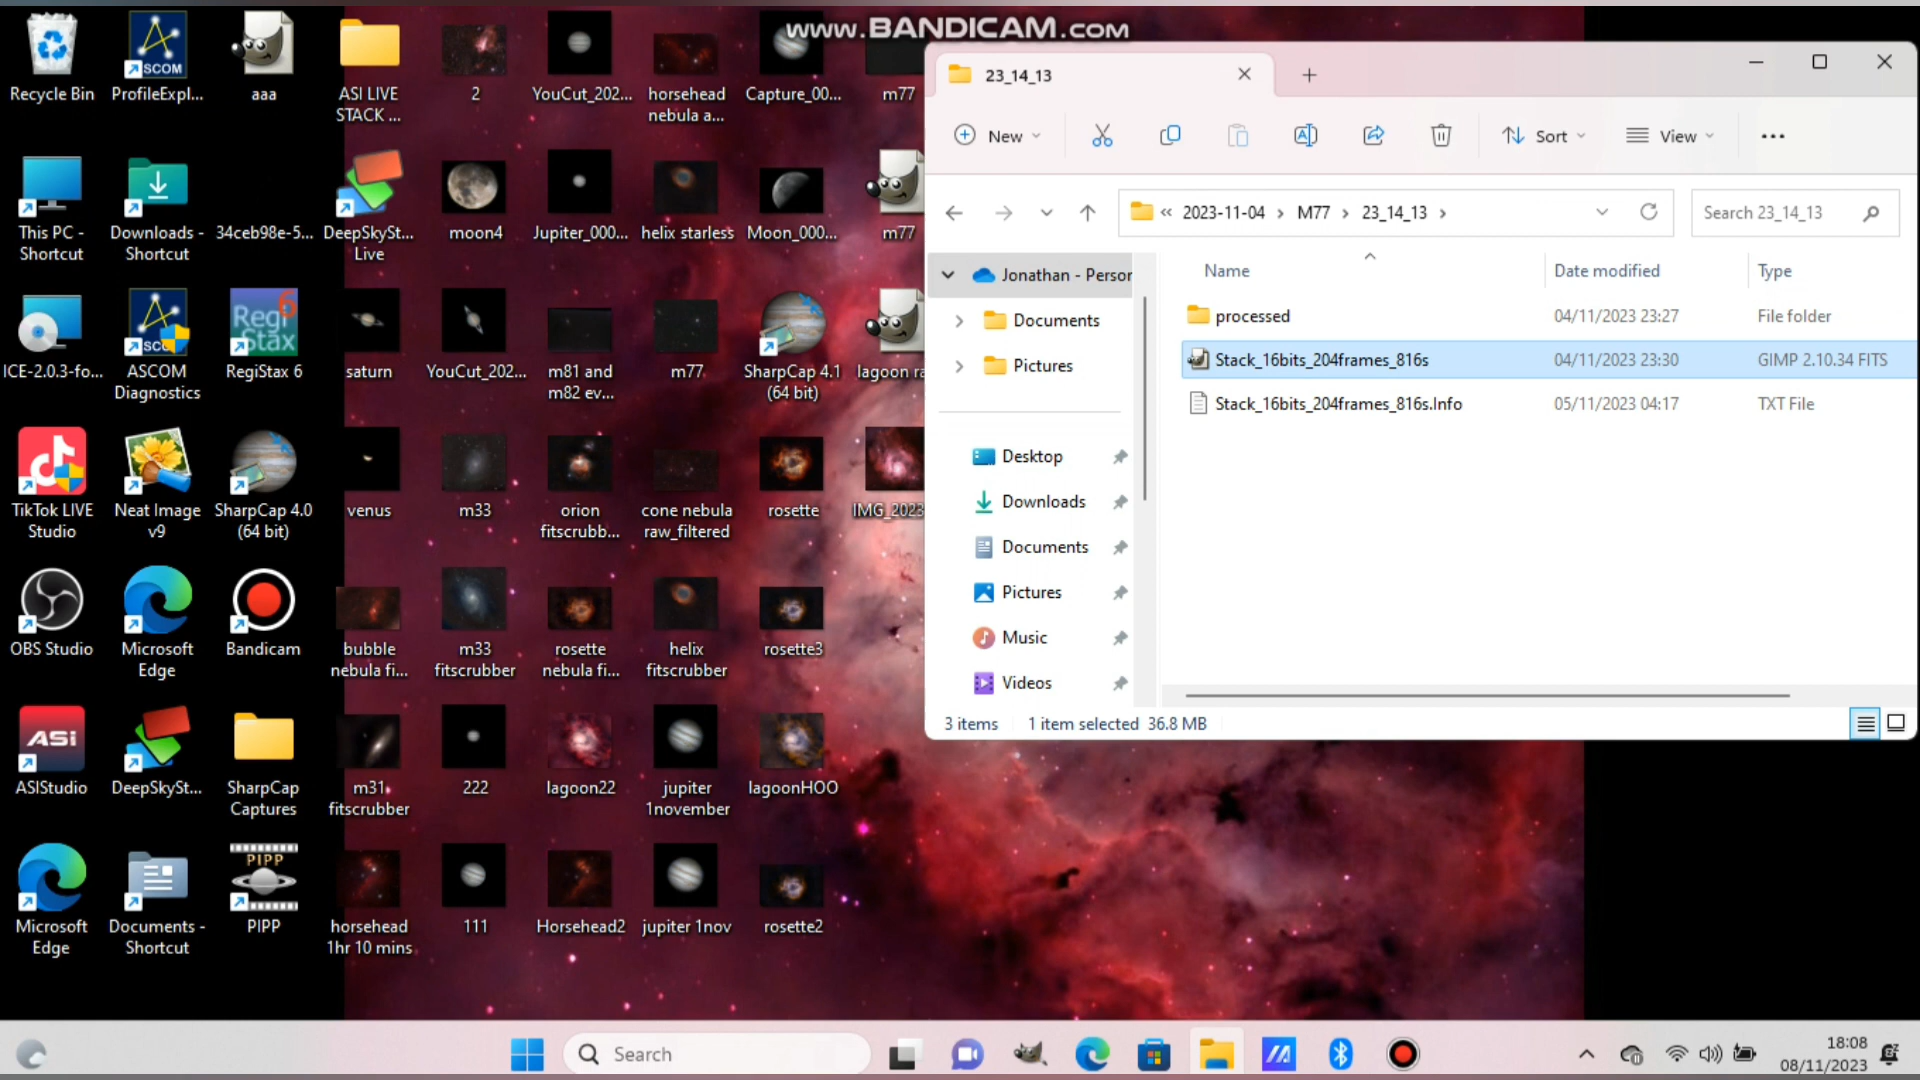 www.BANDICAM.com
Recycle Bin
SCOM
ProfileExpl...
aaa
ASI LIVE
STACK ...
2
YouCut_202...
horsehead
nebula a...
Capture_00...
m77
This PC -
Shortcut
Downloads -
Shortcut
34ceb98e-5...
DeepSkySt...
Live
moon4
Jupiter_000...
helix starless
Moon_000...
m77
ICE-2.0.3-fo...
ASCOM
Diagnostics
Regi
Stax
6
RegiStax 6
saturn
YouCut_202...
m81 and
m82 ev...
m77
SharpCap 4.1
(64 bit)
lagoon ra
TikTok LIVE
Studio
Neat Image
v9
SharpCap 4.0
(64 bit)
venus
m33
orion
fitscrubb...
cone nebula
raw_filtered
rosette
IMG_2023
OBS Studio
Microsoft
Edge
Bandicam
bubble
nebula fi...
m33
fitscrubber
rosette
nebula fi...
helix
fitscrubber
rosette3
ASi
ASIStudio
DeepSkySt...
SharpCap
Captures
m31
fitscrubber
222
lagoon22
jupiter
1november
lagoonHOO
Microsoft
Edge
Documents -
Shortcut
PIPP
PIPP
horsehead
1hr 10 mins
111
Horsehead2
jupiter 1nov
rosette2
23_14_13
New
Sort
View
« 2023-11-04 › M77 › 23_14_13 ›
Search 23_14_13
Name
Date modified
Type
processed
04/11/2023 23:27
File folder
Stack_16bits_204frames_816s
04/11/2023 23:30
GIMP 2.10.34 FITS
Stack_16bits_204frames_816s.Info
05/11/2023 04:17
TXT File
Jonathan - Person
Documents
Pictures
Desktop
Downloads
Documents
Pictures
Music
Videos
3 items
1 item selected 36.8 MB
Search
18:08
08/11/2023